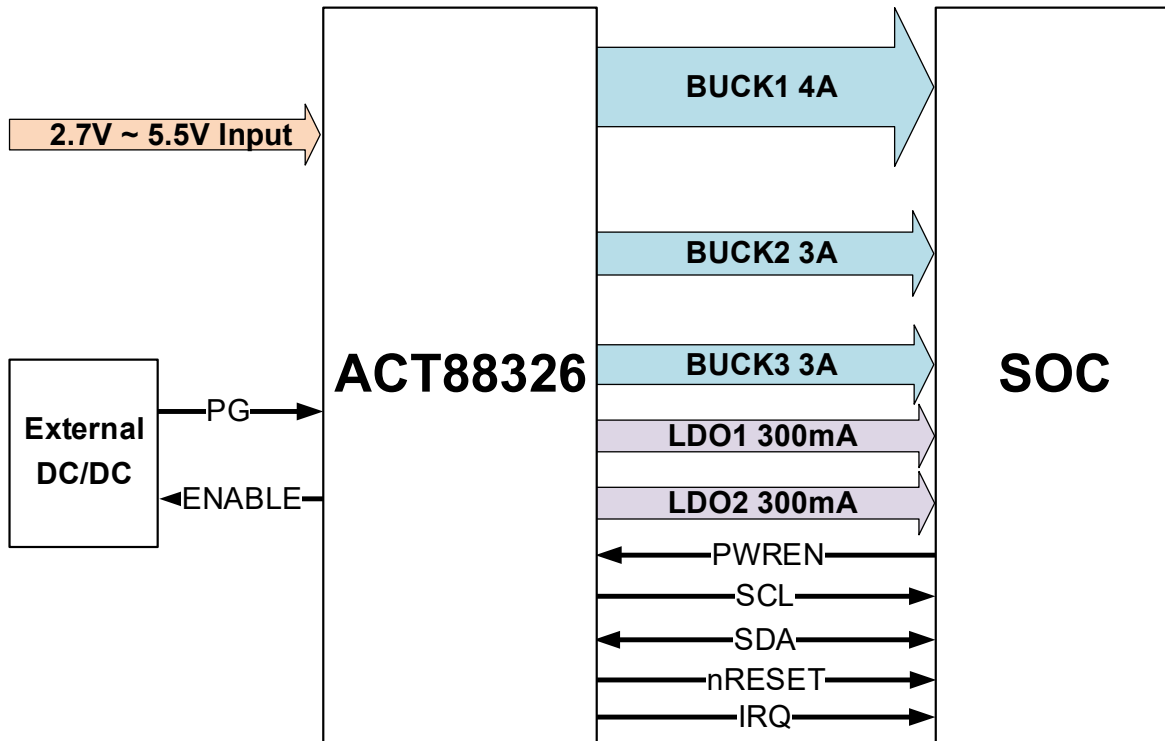 BUCK1 4A
2.7V ~ 5.5V Input
BUCK2 3A
ACT88326
BUCK3 3A
SOC
PG
External
DC/DC
LDO1 300mA
ENABLE
LDO2 300mA
PWREN
SCL
SDA
nRESET
IRQ